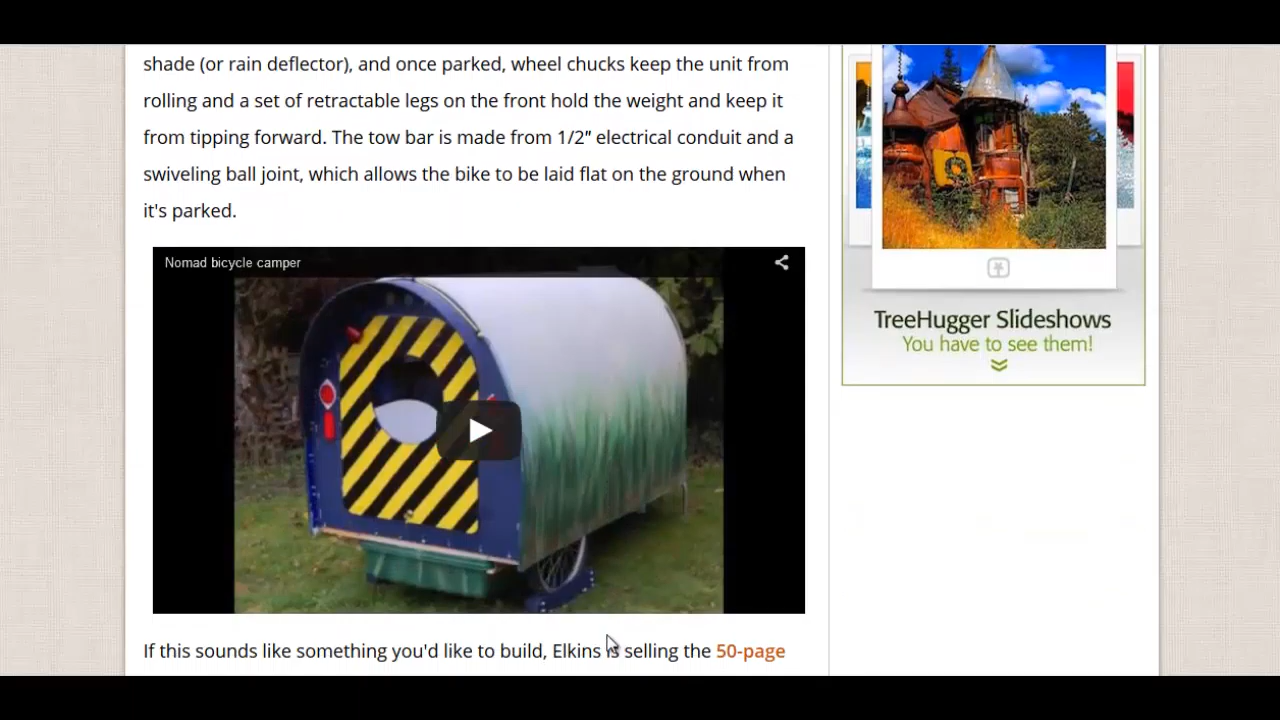 shade (or rain deflector), and once parked, wheel chucks keep the unit from
rolling and a set of retractable legs on the front hold the weight and keep it
from tipping forward. The tow bar is made from 1/2" electrical conduit and a
swiveling ball joint, which allows the bike to be laid flat on the ground when
it's parked.
Nomad bicycle camper
If this sounds like something you'd like to build, Elkins is selling the 50-page
TreeHugger Slideshows
You have to see them!